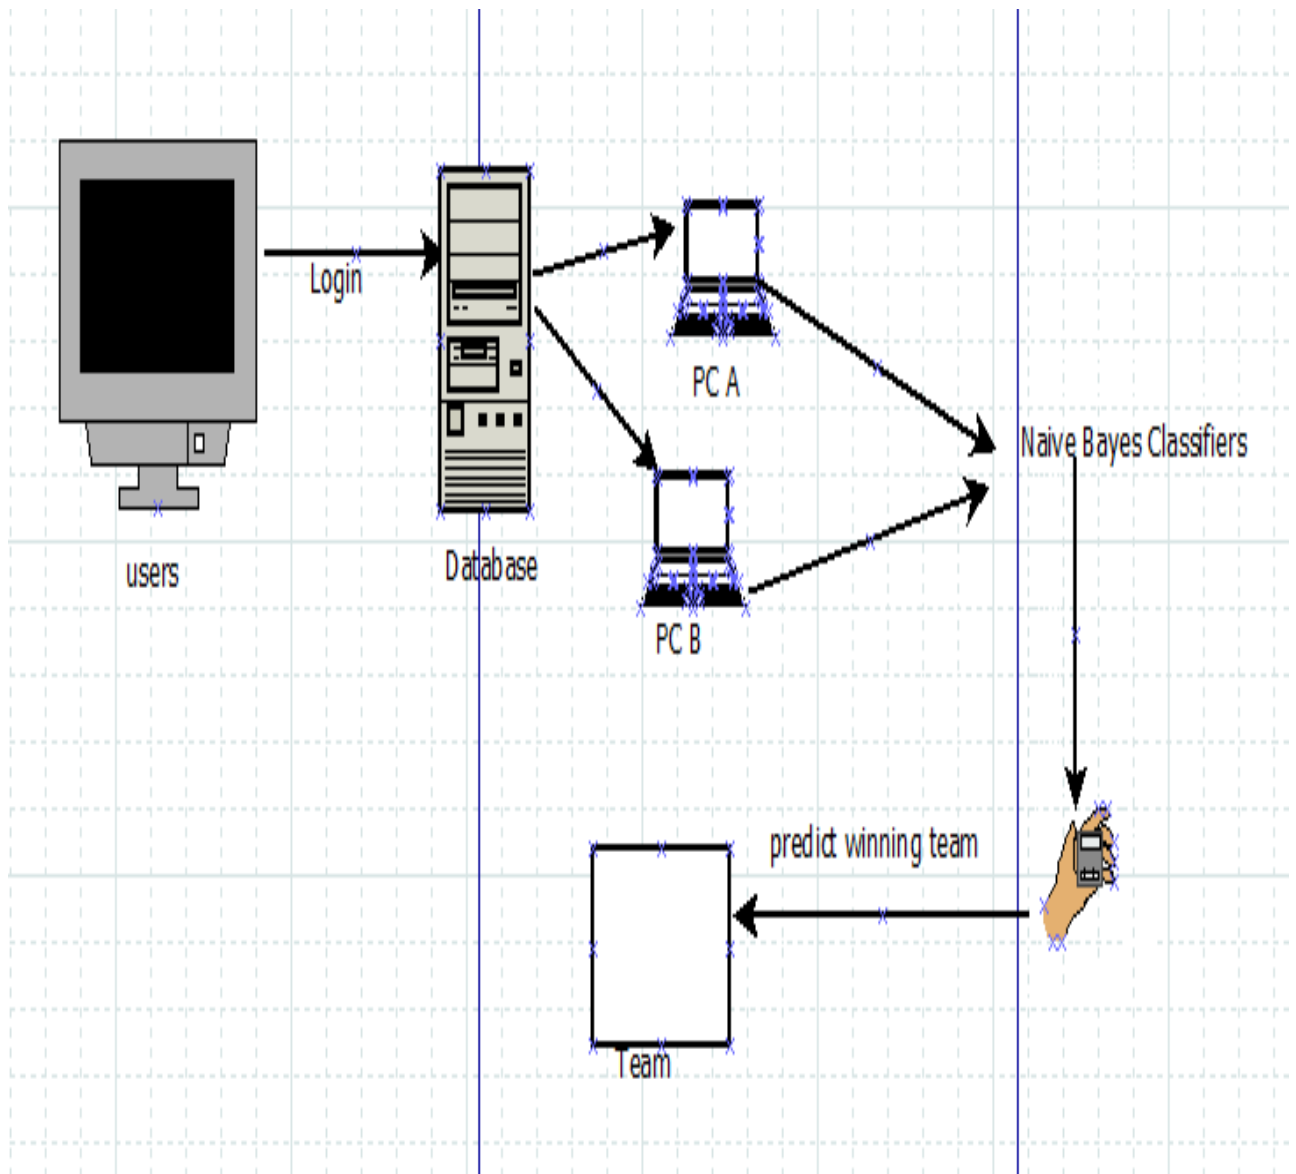 Login
PC A
Naive Bayes Classifiers
users
Database
PC B
predict winning team
Team